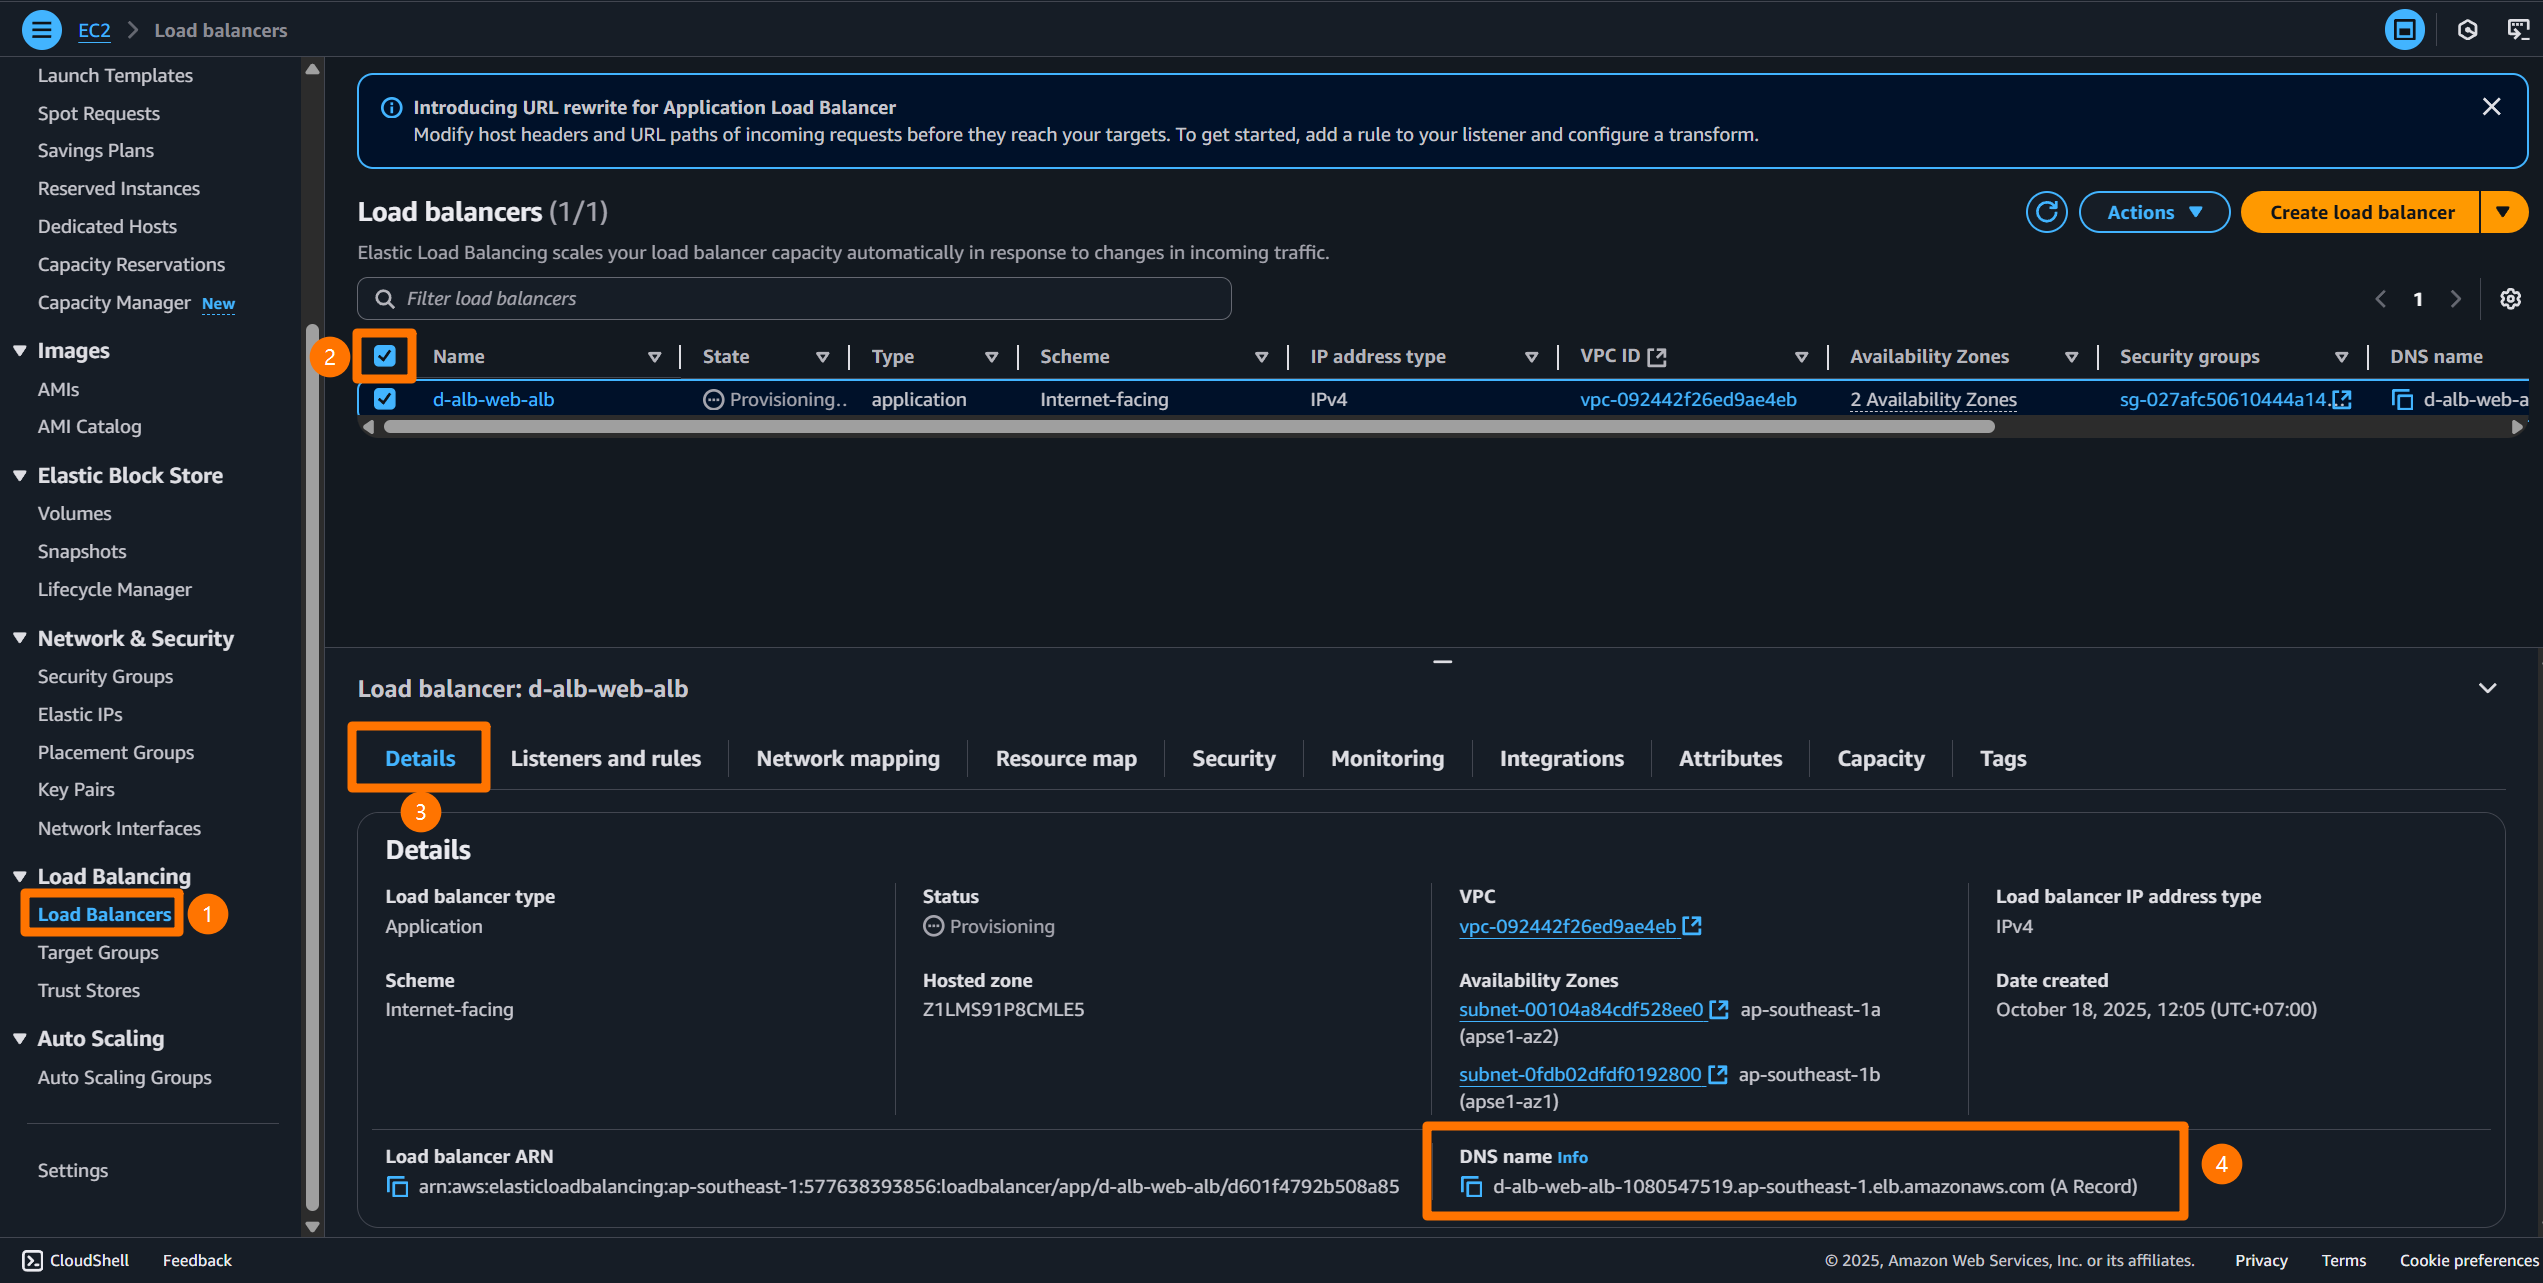 EC2 > Load balancers
Launch Templates
Spot Requests
Savings Plans
Reserved Instances
Dedicated Hosts
Capacity Reservations
Capacity Manager New
Images
AMIs
AMI Catalog
Elastic Block Store
Volumes
Snapshots
Lifecycle Manager
Network & Security
Security Groups
Elastic IPs
Placement Groups
Key Pairs
Network Interfaces
Load Balancing
Load Balancers 1
Target Groups
Trust Stores
Auto Scaling
Auto Scaling Groups
Settings
Introducing URL rewrite for Application Load Balancer
Modify host headers and URL paths of incoming requests before they reach your targets. To get started, add a rule to your listener and configure a transform.
Load balancers (1/1)
Actions
Create load balancer
Elastic Load Balancing scales your load balancer capacity automatically in response to changes in incoming traffic.
Filter load balancers
1
2 Name State Type Scheme IP address type VPC ID Availability Zones Security groups DNS name
d-alb-web-alb Provisioning.. application Internet-facing IPv4 vpc-092442f26ed9ae4eb 2 Availability Zones sg-027afc50610444a14... d-alb-web-a
Load balancer: d-alb-web-alb
Details Listeners and rules Network mapping Resource map Security Monitoring Integrations Attributes Capacity Tags
3
Details
Load balancer type
Application
Scheme
Internet-facing
Status
Provisioning
Hosted zone
Z1LMS91P8CMLE5
VPC
vpc-092442f26ed9ae4eb
Availability Zones
subnet-00104a84cdf528ee0 ap-southeast-1a
(apse1-az2)
subnet-0fdb02dfdf0192800 ap-southeast-1b
(apse1-az1)
Load balancer IP address type
IPv4
Date created
October 18, 2025, 12:05 (UTC+07:00)
Load balancer ARN
arn:aws:elasticloadbalancing:ap-southeast-1:577638393856:loadbalancer/app/d-alb-web-alb/d601f4792b508a85
DNS name Info
d-alb-web-alb-1080547519.ap-southeast-1.elb.amazonaws.com (A Record)
4
CloudShell Feedback
© 2025, Amazon Web Services, Inc. or its affiliates. Privacy Terms Cookie preferences